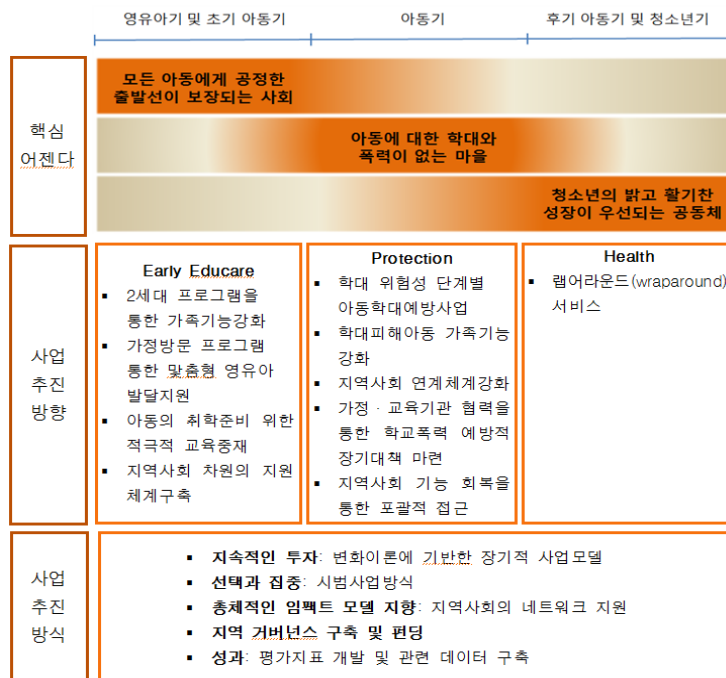 영유아기 및 초기 아동기
아동기
후기 아동기 및 청소년기
핵심
어젠다
모든 아동에게 공정한
출발선이 보장되는 사회
아동에 대한 학대와
폭력이 없는 마을
청소년의 밝고 활기찬
성장이 우선되는 공동체
사업
추진
방향
Early Educare
▪ 2세대 프로그램을
통한 가족기능강화
▪ 가정방문 프로그램
통한 맞춤형 영유아
발달지원
▪ 아동의 취학준비 위한
적극적 교육중재
▪ 지역사회 차원의 지원
체계구축
Protection
▪ 학대 위험성 단계별
아동학대예방사업
▪ 학대피해아동 가족기능
강화
▪ 지역사회 연계체계강화
▪ 가정 · 교육기관 협력을
통한 학교폭력 예방적
장기대책 마련
▪ 지역사회 기능 회복을
통한 포괄적 접근
Health
▪ 랩어라운드(wraparound)
서비스
사업
추진
방식
▪ 지속적인 투자: 변화이론에 기반한 장기적 사업모델
▪ 선택과 집중: 시범사업방식
▪ 총체적인 임팩트 모델 지향: 지역사회의 네트워크 지원
▪ 지역 거버넌스 구축 및 펀딩
▪ 성과: 평가지표 개발 및 관련 데이터 구축